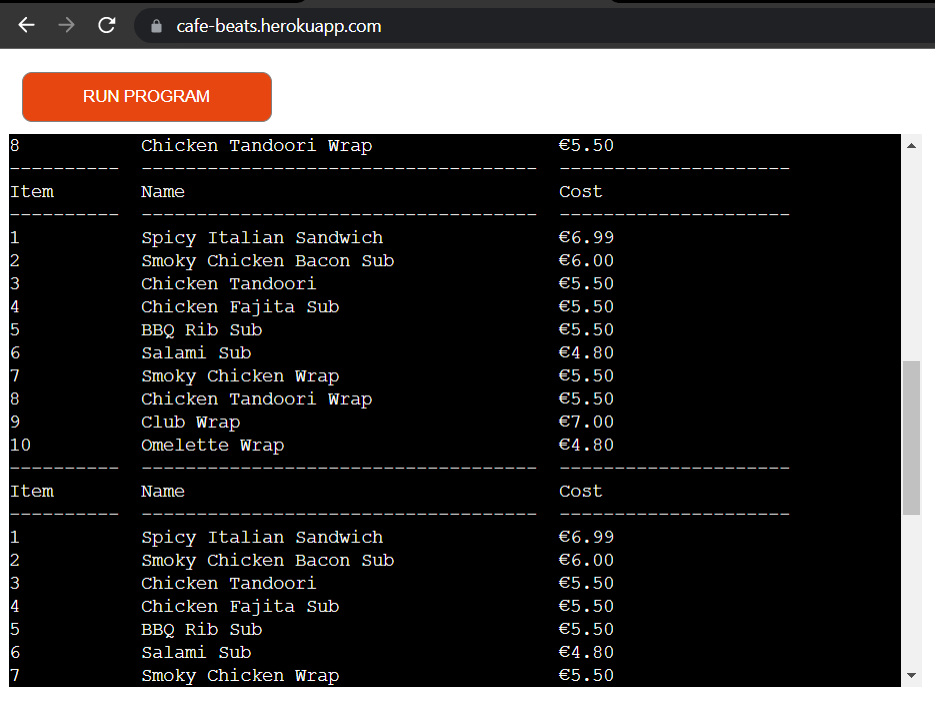 cafe-beats.herokuapp.com
RUN PROGRAM
8 Chicken Tandoori Wrap €5.50
---------- ------------------------------------ ---------------------
Item Name Cost
---------- ------------------------------------ ---------------------
1 Spicy Italian Sandwich €6.99
2 Smoky Chicken Bacon Sub €6.00
3 Chicken Tandoori €5.50
4 Chicken Fajita Sub €5.50
5 BBQ Rib Sub €5.50
6 Salami Sub €4.80
7 Smoky Chicken Wrap €5.50
8 Chicken Tandoori Wrap €5.50
9 Club Wrap €7.00
10 Omelette Wrap €4.80
---------- ------------------------------------ ---------------------
Item Name Cost
---------- ------------------------------------ ---------------------
1 Spicy Italian Sandwich €6.99
2 Smoky Chicken Bacon Sub €6.00
3 Chicken Tandoori €5.50
4 Chicken Fajita Sub €5.50
5 BBQ Rib Sub €5.50
6 Salami Sub €4.80
7 Smoky Chicken Wrap €5.50